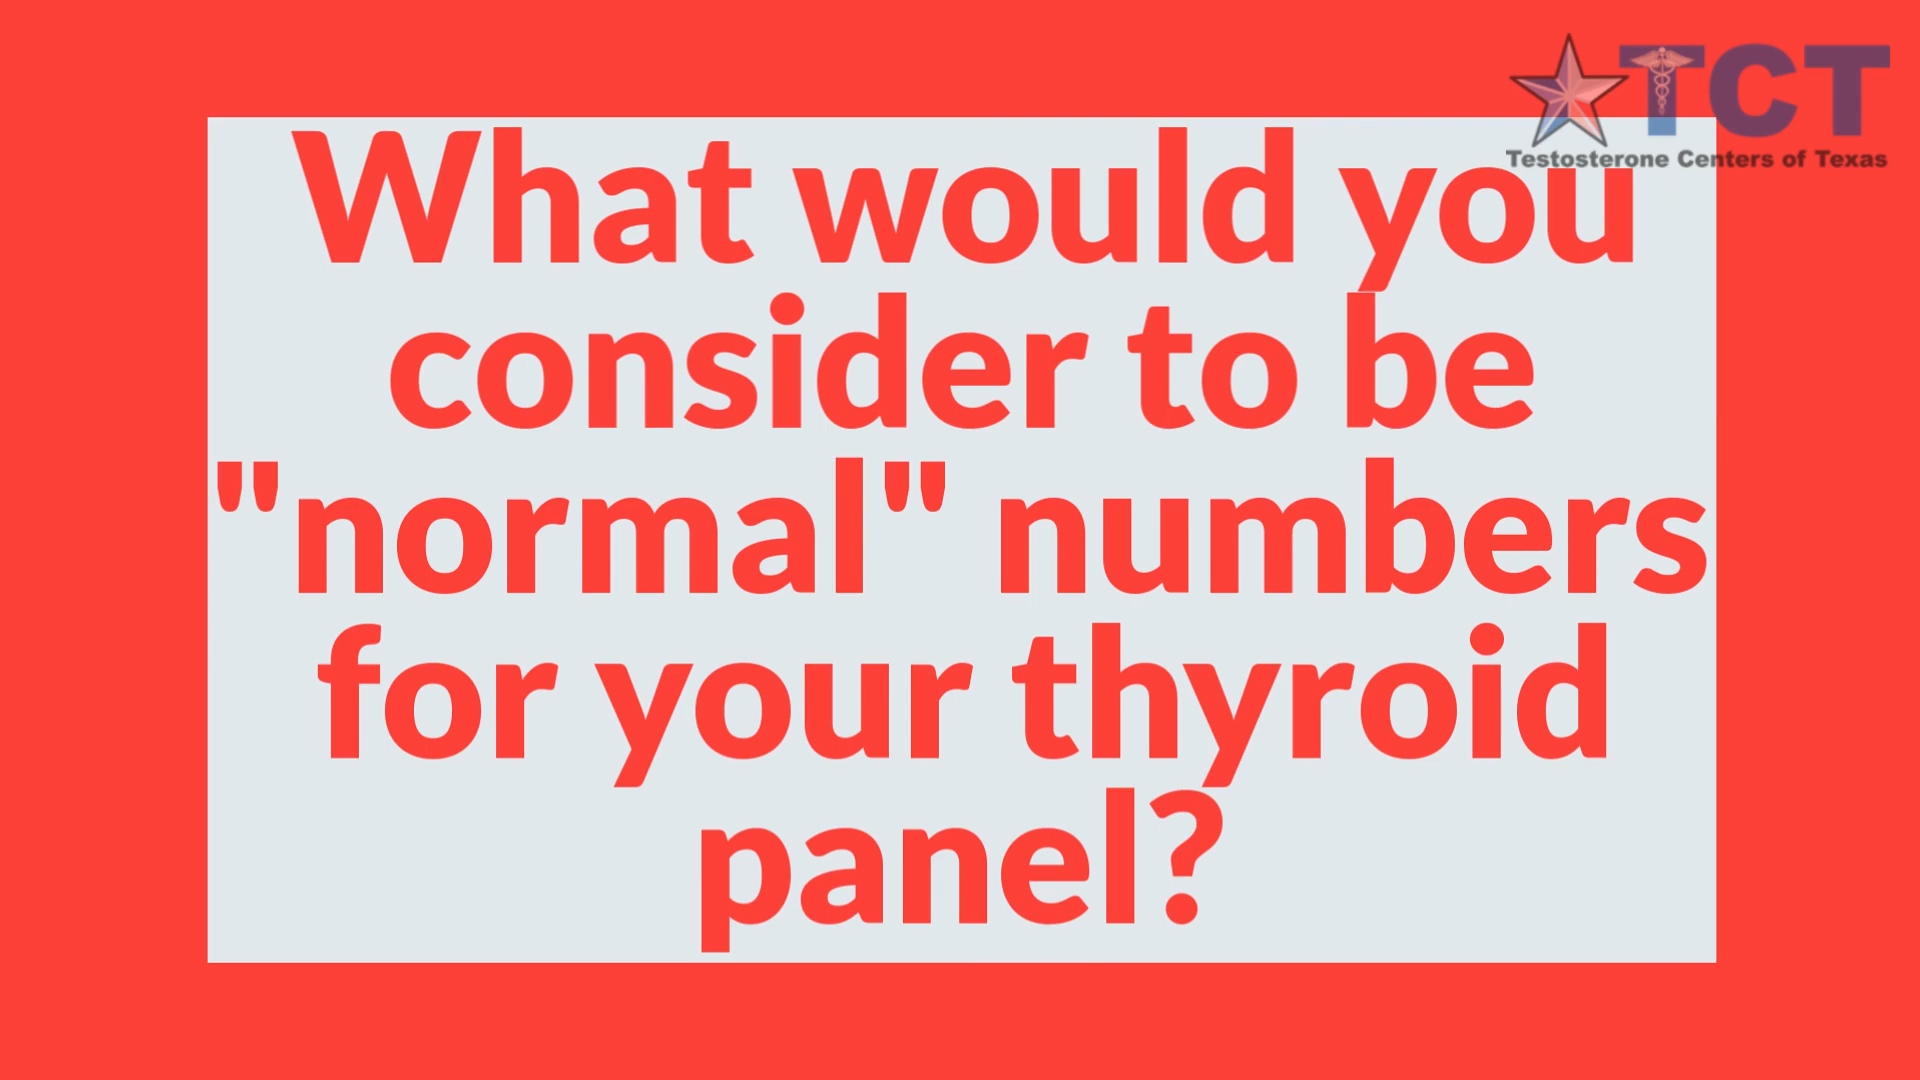 TCT
Testosterone Centers of Texas
What would you
consider to be
"normal" numbers
for your thyroid
panel?